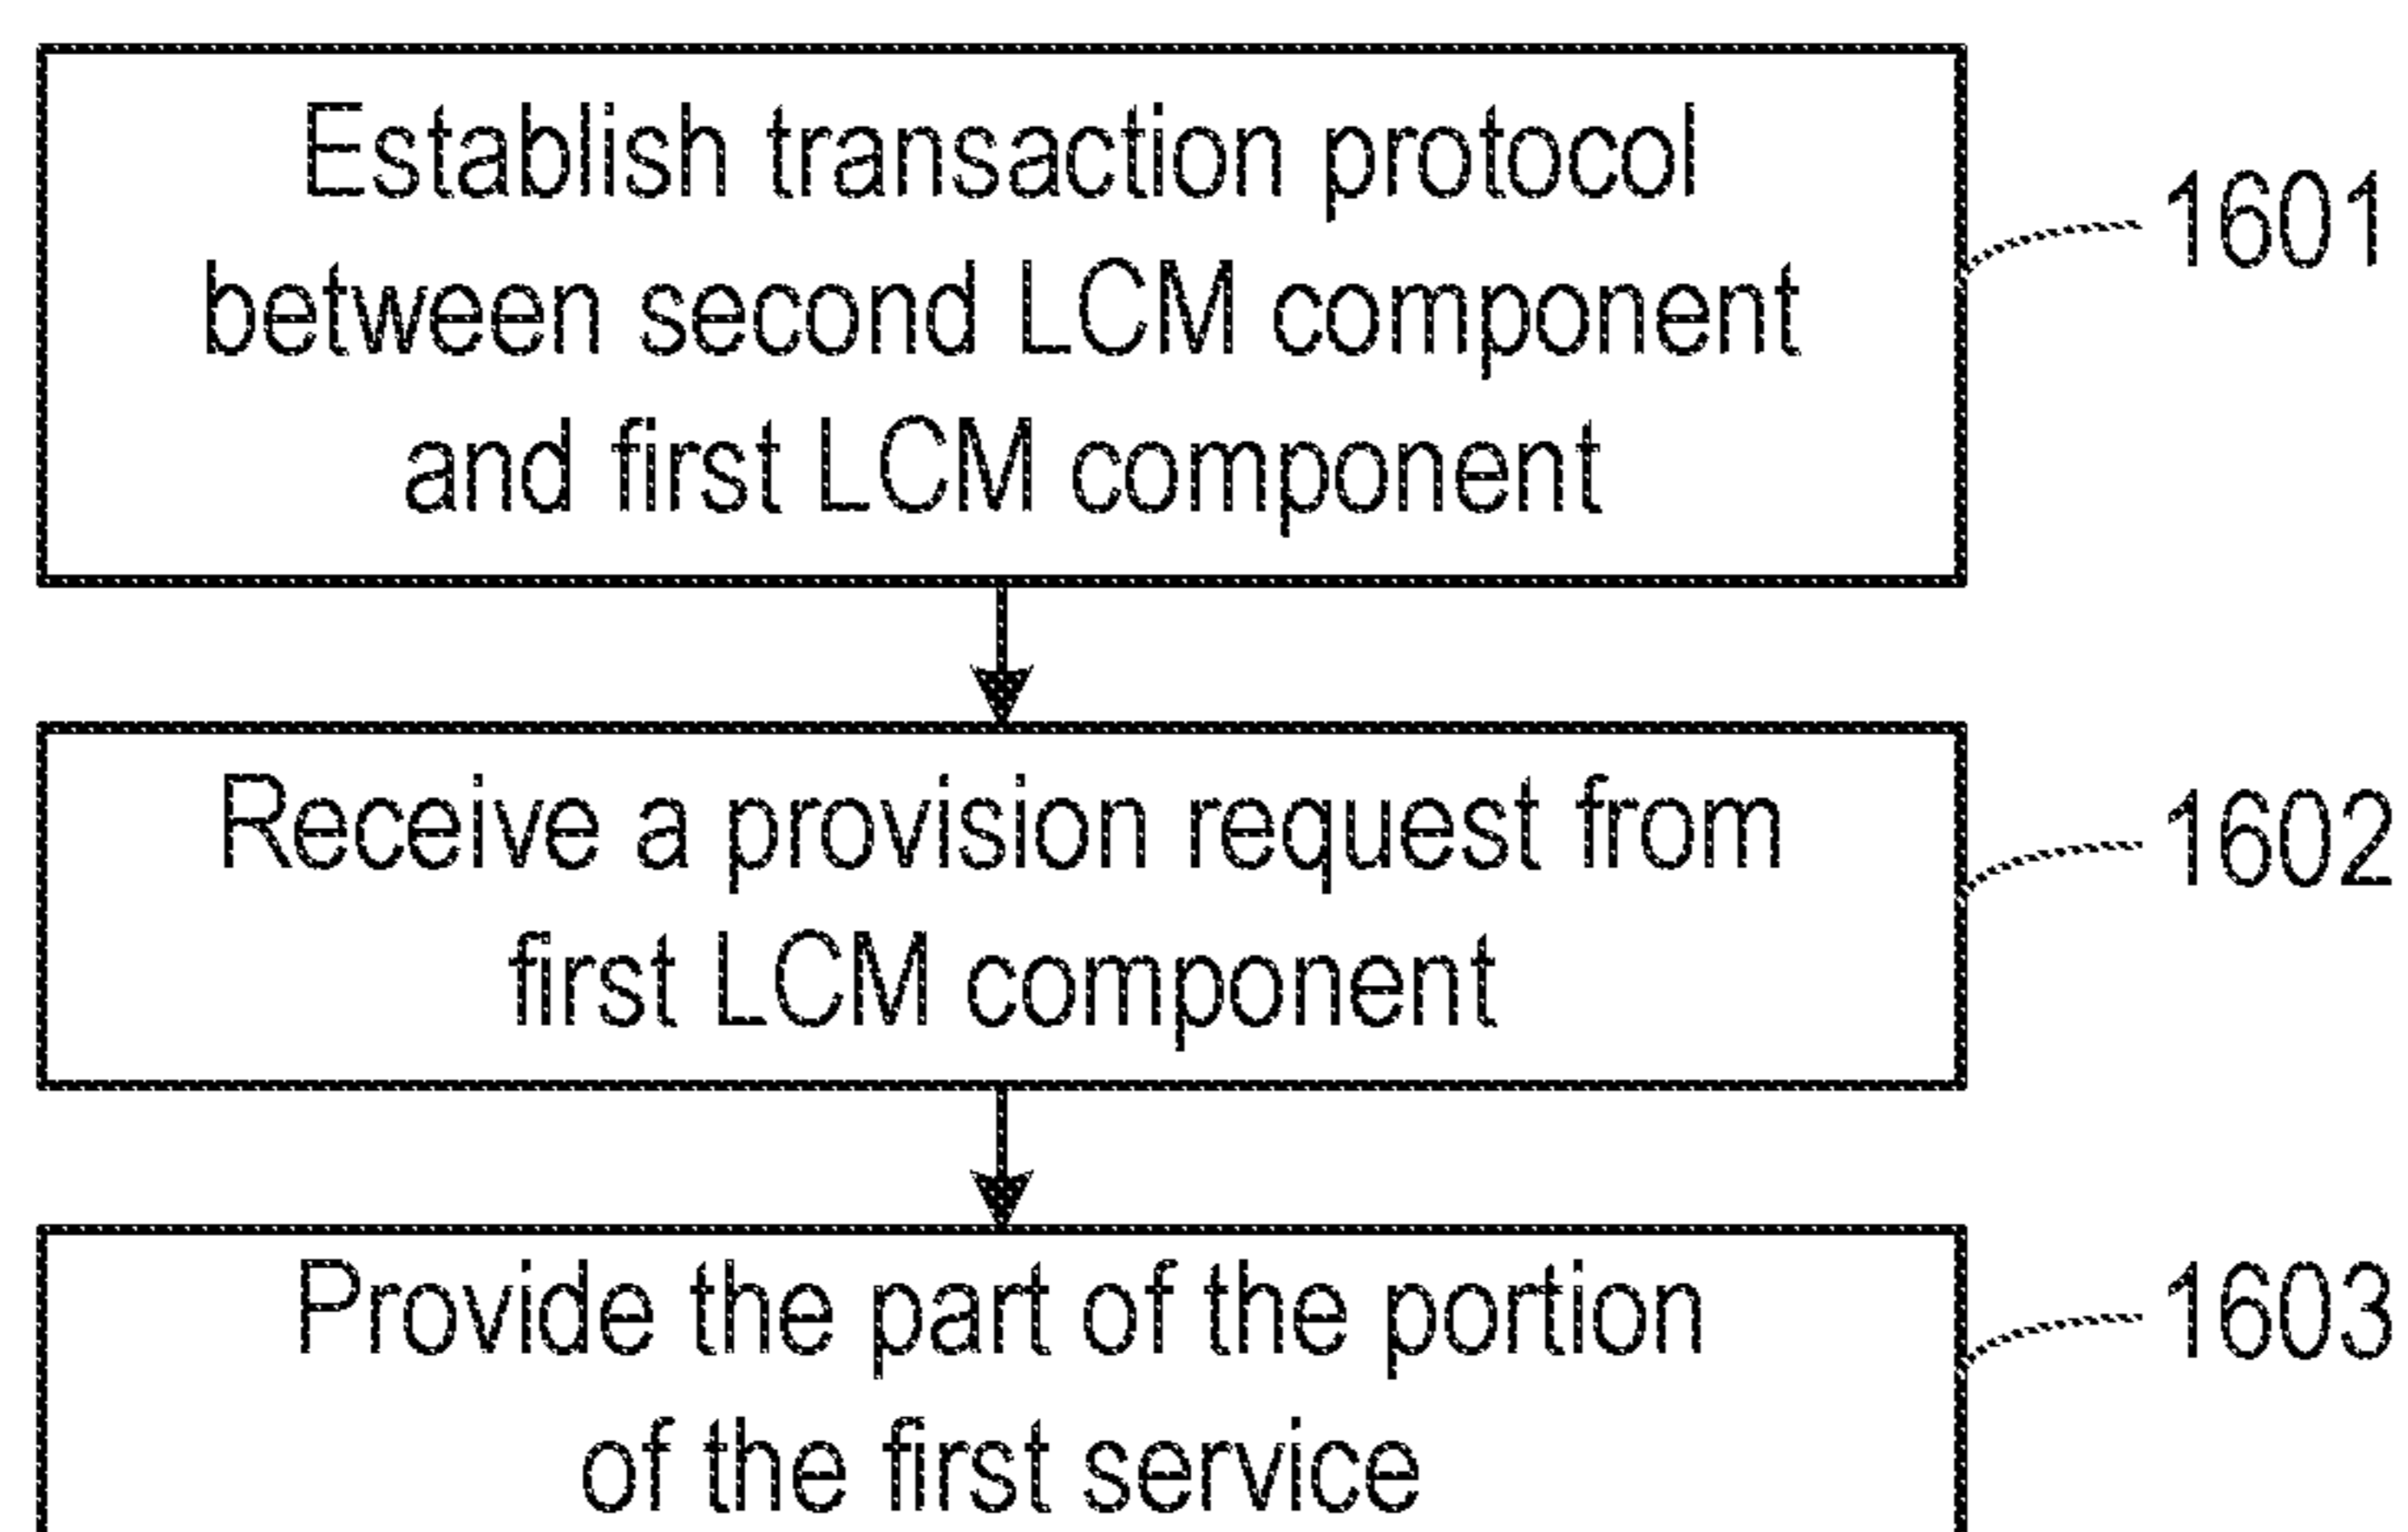 Establish transaction protocol
between second LCM component
and first LCM component
1601
Receive a provision request from
first LCM component
1602
Provide the part of the portion
of the first service
1603